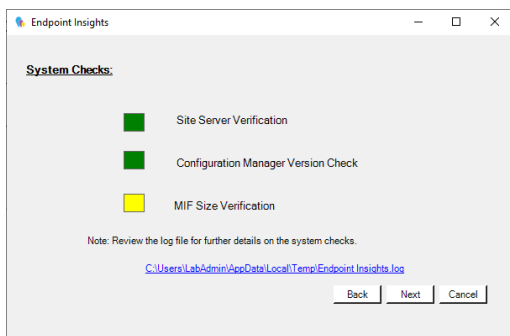 Endpoint Insights
System Checks:
Site Server Verification
Configuration Manager Version Check
MIF Size Verification
Note: Review the log file for further details on the system checks.
C:\Users\LabAdmin\AppData\Local\Temp\Endpoint Insights.log
Back Next Cancel